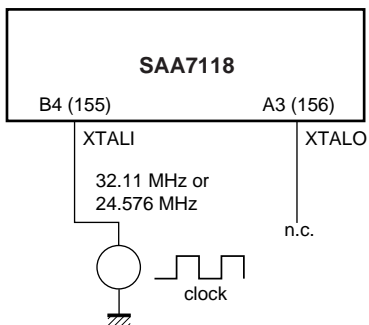 SAA7118
B4 (155) A3 (156)
XTALI XTALO
32.11 MHz or
24.576 MHz
n.c.
clock